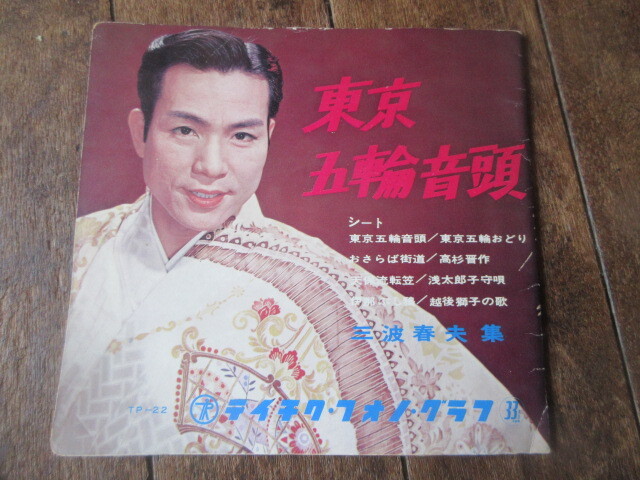 東京
五輪音頭
シート
東京五輪音頭/東京五輪おどり
おさらば街道/高杉晋作
天保流転笠/浅太郎子守唄
越後獅子の歌
三波春夫集
TP-22
テイチク・フォノ・グラフ 33